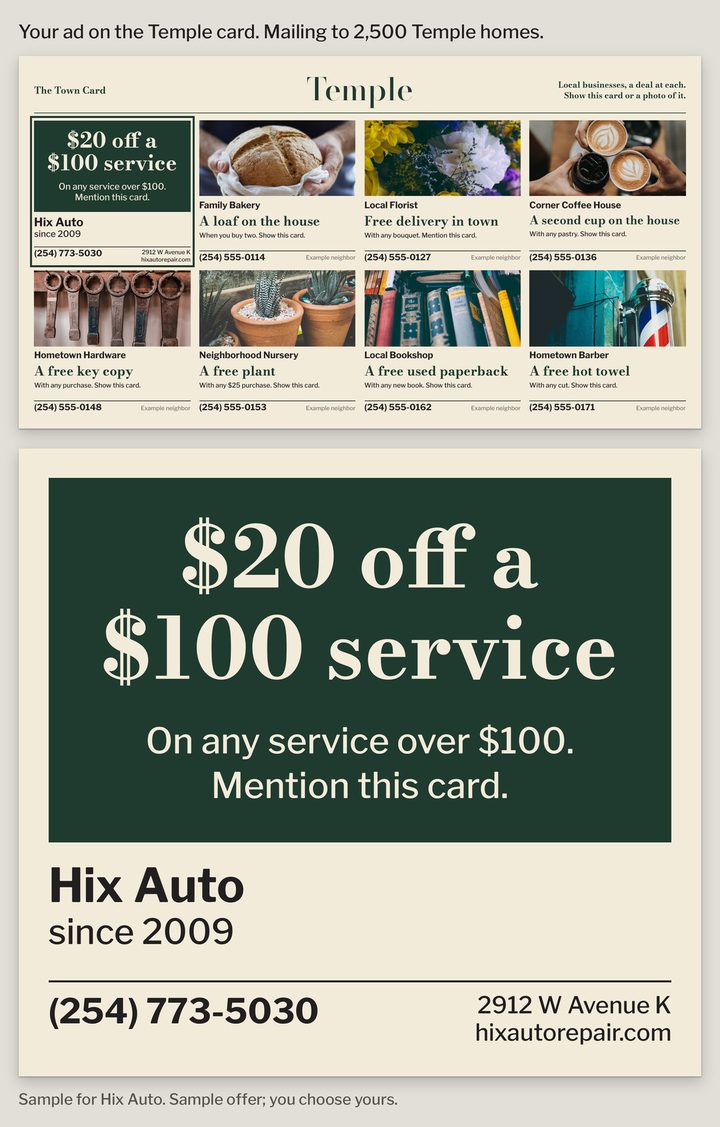 Your ad on the Temple card. Mailing to 2,500 Temple homes.
The Town Card
Temple
Local businesses, a deal at each.
Show this card or a photo of it.
$20 off a
$100 service
On any service over $100.
Mention this card.
Hix Auto
since 2009
(254) 773-5030
2912 W Avenue K
hixautorepair.com
Family Bakery
A loaf on the house
When you buy two. Show this card.
(254) 555-0114
Example neighbor
Local Florist
Free delivery in town
With any bouquet. Mention this card.
(254) 555-0127
Example neighbor
Corner Coffee House
A second cup on the house
With any pastry. Show this card.
(254) 555-0136
Example neighbor
Hometown Hardware
A free key copy
With any purchase. Show this card.
(254) 555-0148
Example neighbor
Neighborhood Nursery
A free plant
With any $25 purchase. Show this card.
(254) 555-0153
Example neighbor
Local Bookshop
A free used paperback
With any new book. Show this card.
(254) 555-0162
Example neighbor
Hometown Barber
A free hot towel
With any cut. Show this card.
(254) 555-0171
Example neighbor
$20 off a
$100 service
On any service over $100.
Mention this card.
Hix Auto
since 2009
(254) 773-5030
2912 W Avenue K
hixautorepair.com
Sample for Hix Auto. Sample offer; you choose yours.